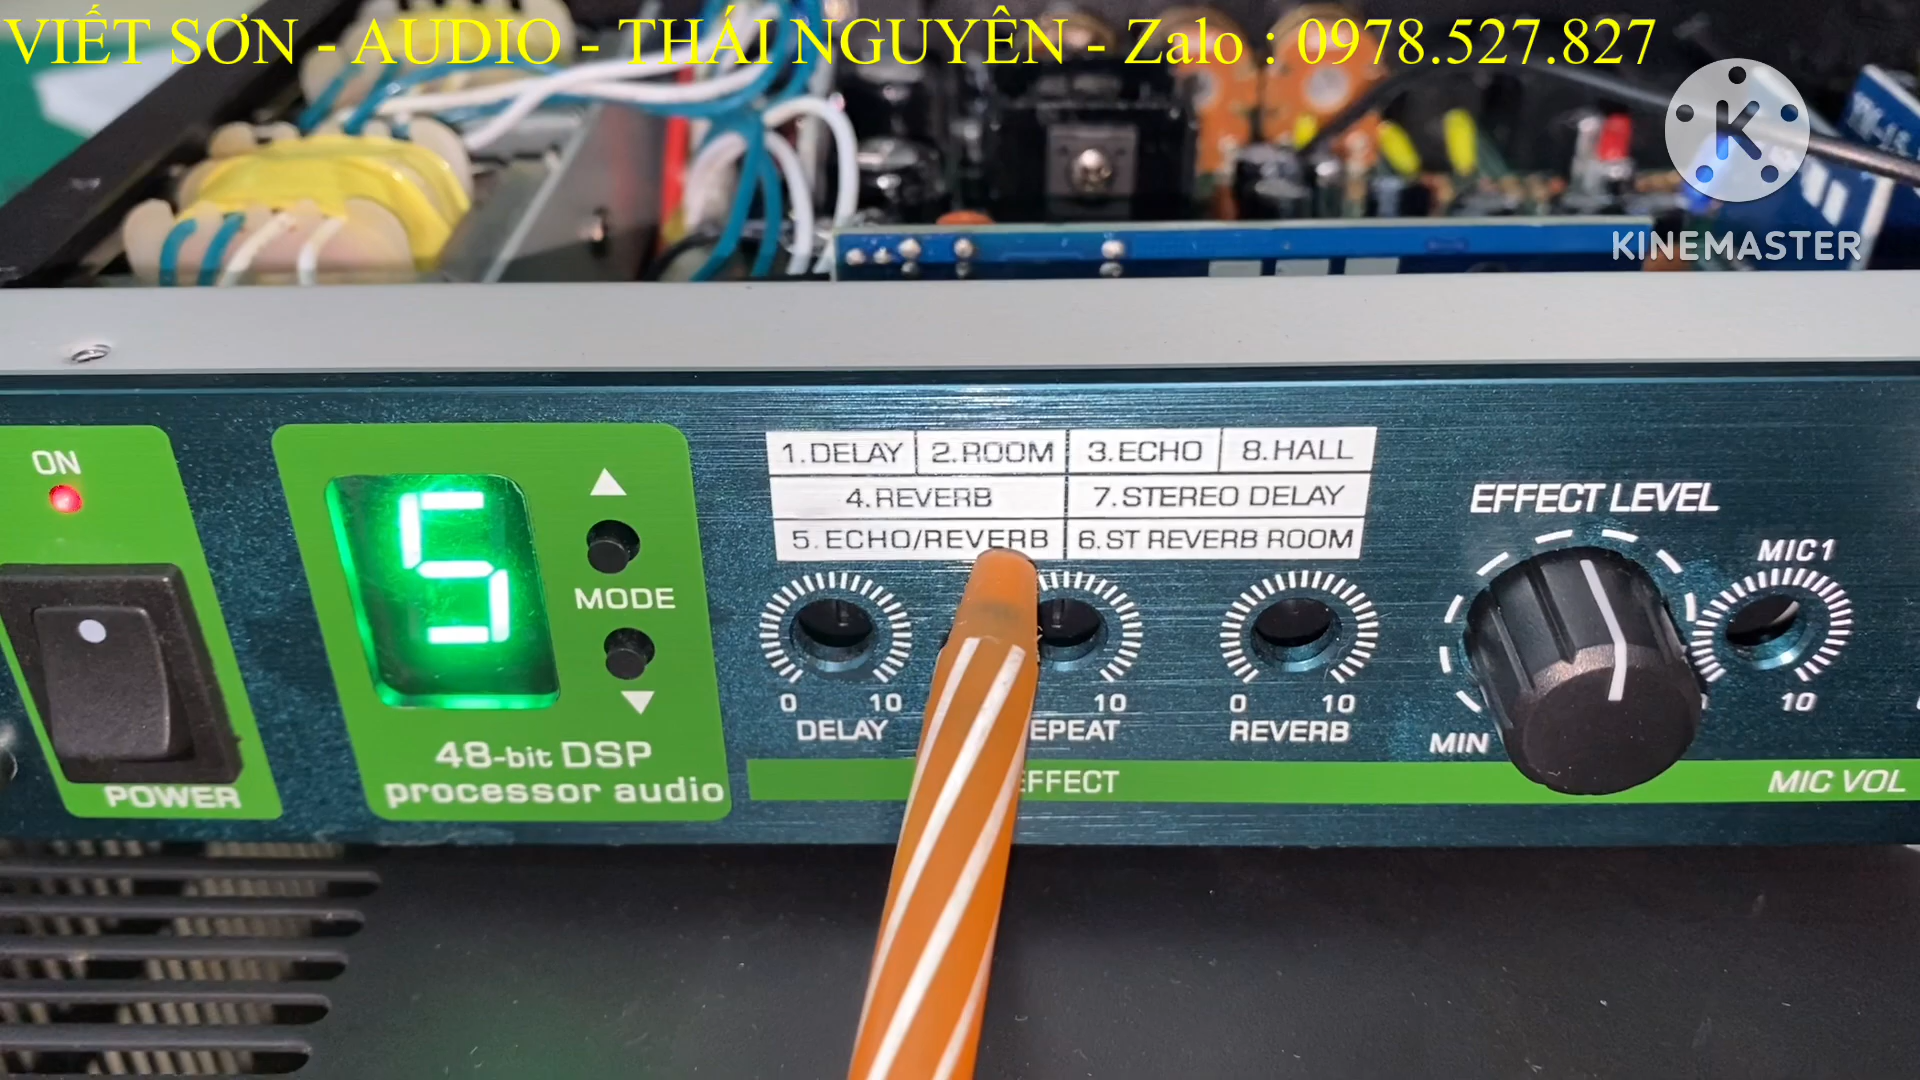 VIẾT SƠN - AUDIO - THÁI NGUYÊN - Zalo : 0978.527.827
K
KINEMASTER
ON
POWER
5
MODE
48-bit DSP
processor audio
1.DELAY 2.ROOM 3.ECHO 8.HALL
4.REVERB 7.STEREO DELAY
5.ECHO/REVERB 6.ST REVERB ROOM
0 10 10 0 10
DELAY EPEAT REVERB
EFFECT
EFFECT LEVEL
MIN
MIC1
10
MIC VOL